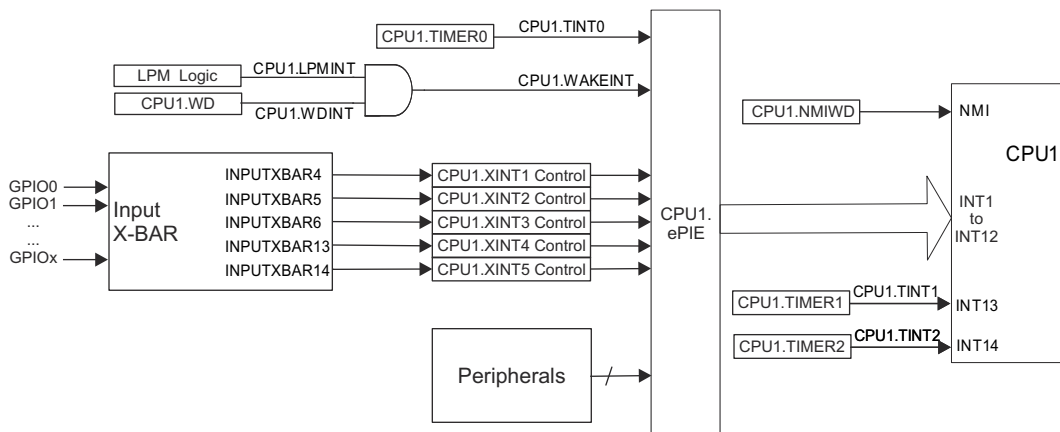 CPU1.TIMER0
CPU1.TINT0
LPM Logic
CPU1.LPMINT
CPU1.WD
CPU1.WDINT
CPU1.WAKEINT
GPIO0
GPIO1
...
...
GPIOx
Input
X-BAR
INPUTXBAR4
INPUTXBAR5
INPUTXBAR6
INPUTXBAR13
INPUTXBAR14
CPU1.XINT1 Control
CPU1.XINT2 Control
CPU1.XINT3 Control
CPU1.XINT4 Control
CPU1.XINT5 Control
Peripherals
CPU1.
ePIE
CPU1.NMIWD
NMI
CPU1
INT1
to
INT12
CPU1.TIMER1
CPU1.TINT1
INT13
CPU1.TIMER2
CPU1.TINT2
INT14